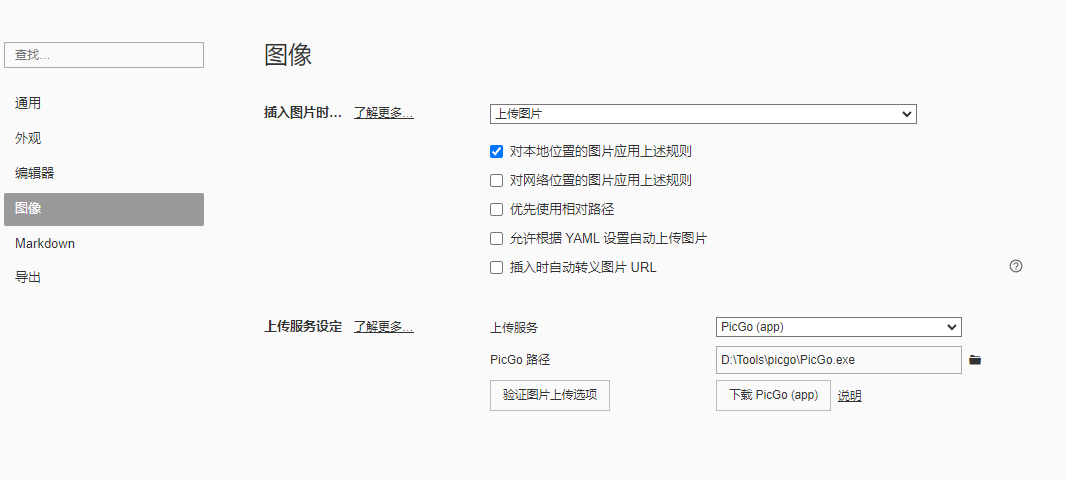 查找...
通用
外观
编辑器
图像
Markdown
导出
图像
插入图片时... 了解更多... 上传图片
对本地位置的图片应用上述规则
对网络位置的图片应用上述规则
优先使用相对路径
允许根据 YAML 设置自动上传图片
插入时自动转义图片 URL
上传服务设定 了解更多... 上传服务 PicGo (app)
PicGo 路径 D:\Tools\picgo\PicGo.exe
验证图片上传选项 下载 PicGo (app) 说明